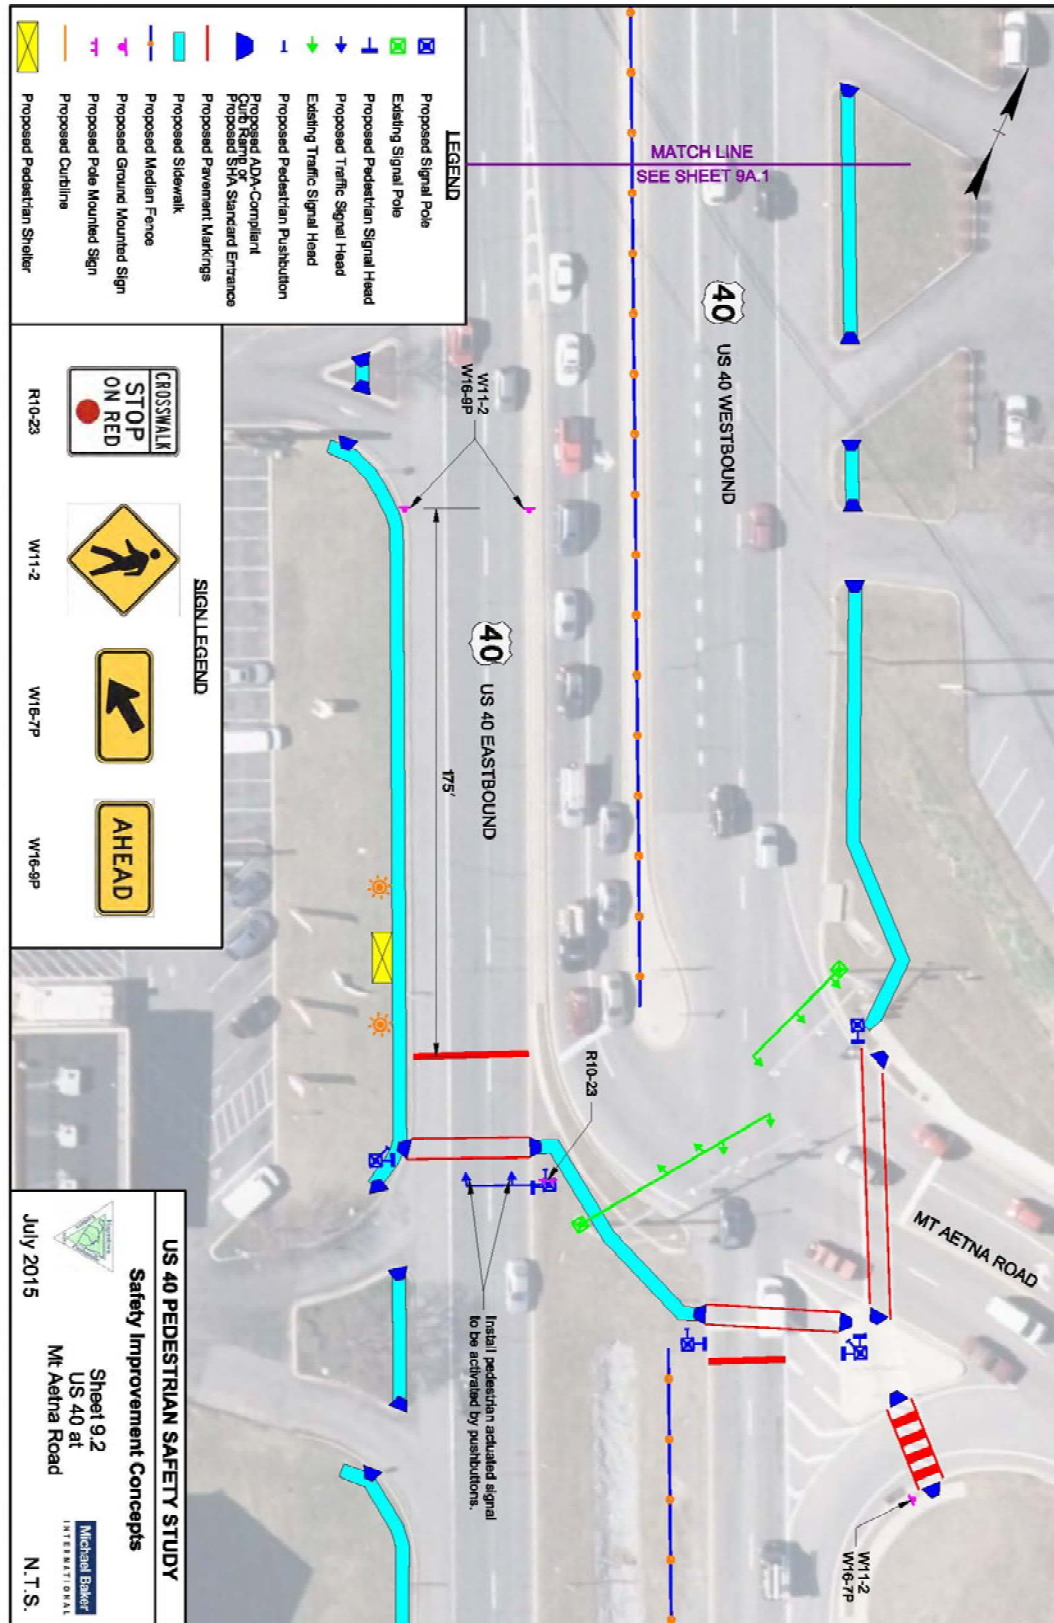 LEGEND
Proposed Signal Pole
Existing Signal Pole
Proposed Pedestrian Signal Head
Proposed Traffic Signal Head
Existing Traffic Signal Head
Proposed Pedestrian Pushbutton
Proposed ADA-Compliant
Curb Ramp or
Proposed SHA Standard Entrance
Proposed Pavement Markings
Proposed Sidewalk
Proposed Median Fence
Proposed Ground Mounted Sign
Proposed Pole Mounted Sign
Proposed Curbline
Proposed Pedestrian Shelter
MATCH LINE
SEE SHEET 9A.1
40
US 40 WESTBOUND
W11-2
W16-9P
40
US 40 EASTBOUND
175'
R10-23
MT AETNA ROAD
Install pedestrian actuated signal
to be activated by pushbuttons.
W11-2
W16-7P
SIGN LEGEND
CROSSWALK
STOP
ON RED
R10-23
W11-2
W16-7P
AHEAD
W16-9P
US 40 PEDESTRIAN SAFETY STUDY
Safety Improvement Concepts
Sheet 9.2
US 40 at
Mt Aetna Road
July 2015
Michael Baker
INTERNATIONAL
N.T.S.